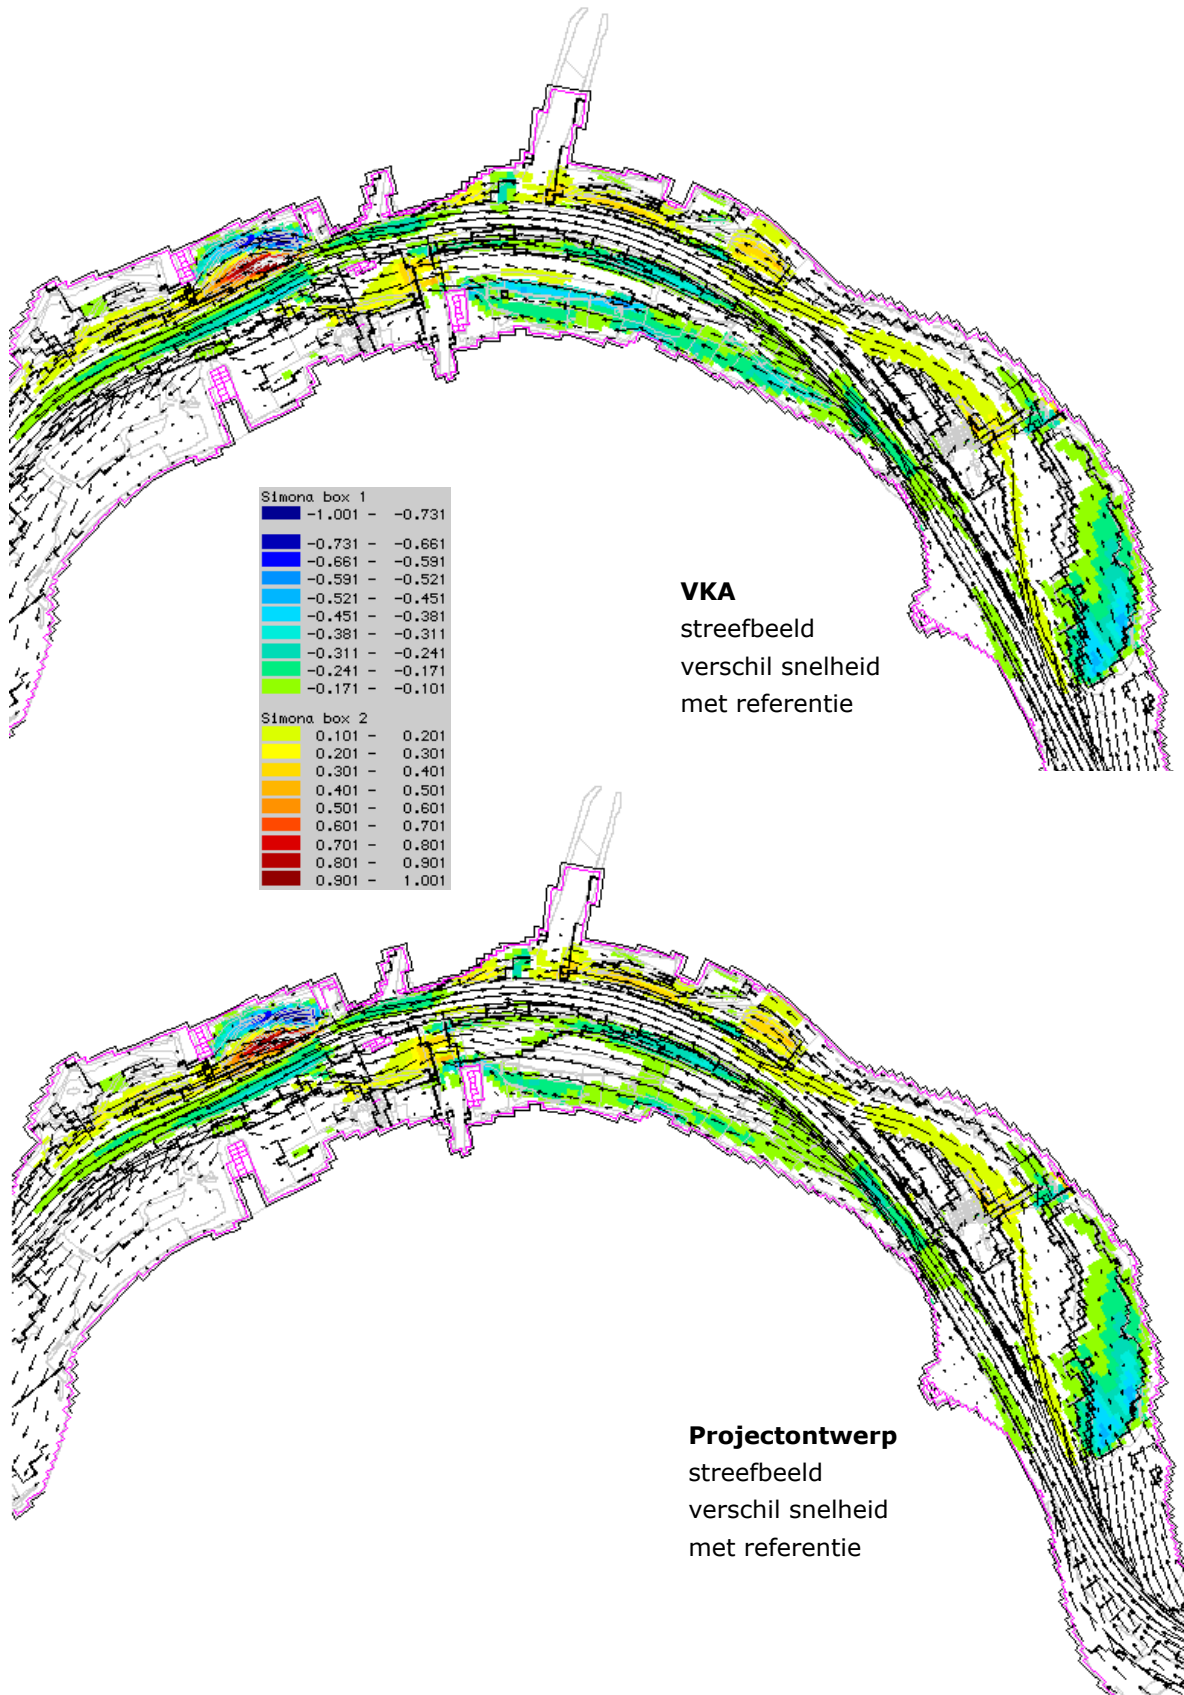 Simona box 1
-1.001 - -0.731
-0.731 - -0.661
-0.661 - -0.591
-0.591 - -0.521
-0.521 - -0.451
-0.451 - -0.381
-0.381 - -0.311
-0.311 - -0.241
-0.241 - -0.171
-0.171 - -0.101
Simona box 2
0.101 - 0.201
0.201 - 0.301
0.301 - 0.401
0.401 - 0.501
0.501 - 0.601
0.601 - 0.701
0.701 - 0.801
0.801 - 0.901
0.901 - 1.001
VKA
streefbeeld
verschil snelheid
met referentie
Projectontwerp
streefbeeld
verschil snelheid
met referentie